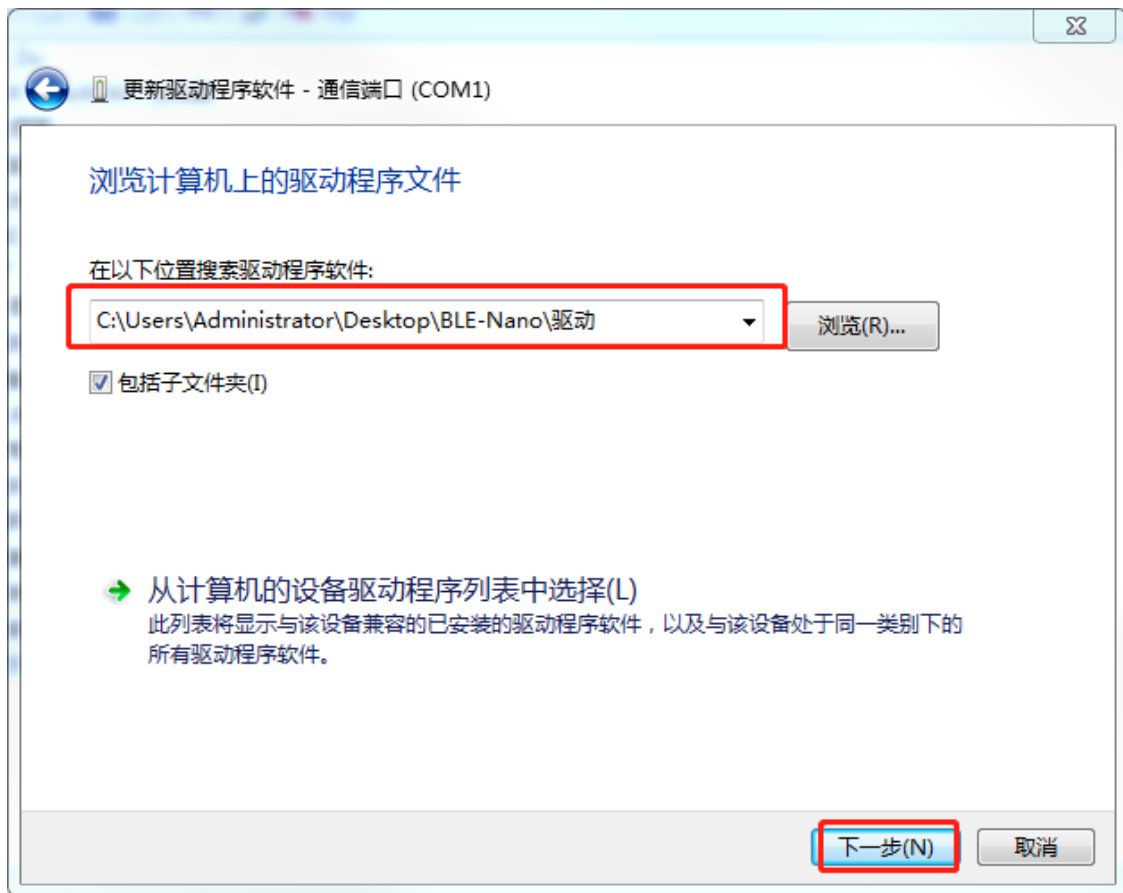 更新驱动程序软件 - 通信端口 (COM1)
浏览计算机上的驱动程序文件
在以下位置搜索驱动程序软件:
C:\Users\Administrator\Desktop\BLE-Nano\驱动
浏览(R)...
包括子文件夹(I)
从计算机的设备驱动程序列表中选择(L)
此列表将显示与该设备兼容的已安装的驱动程序软件，以及与该设备处于同一类别下的
所有驱动程序软件。
下一步(N)
取消